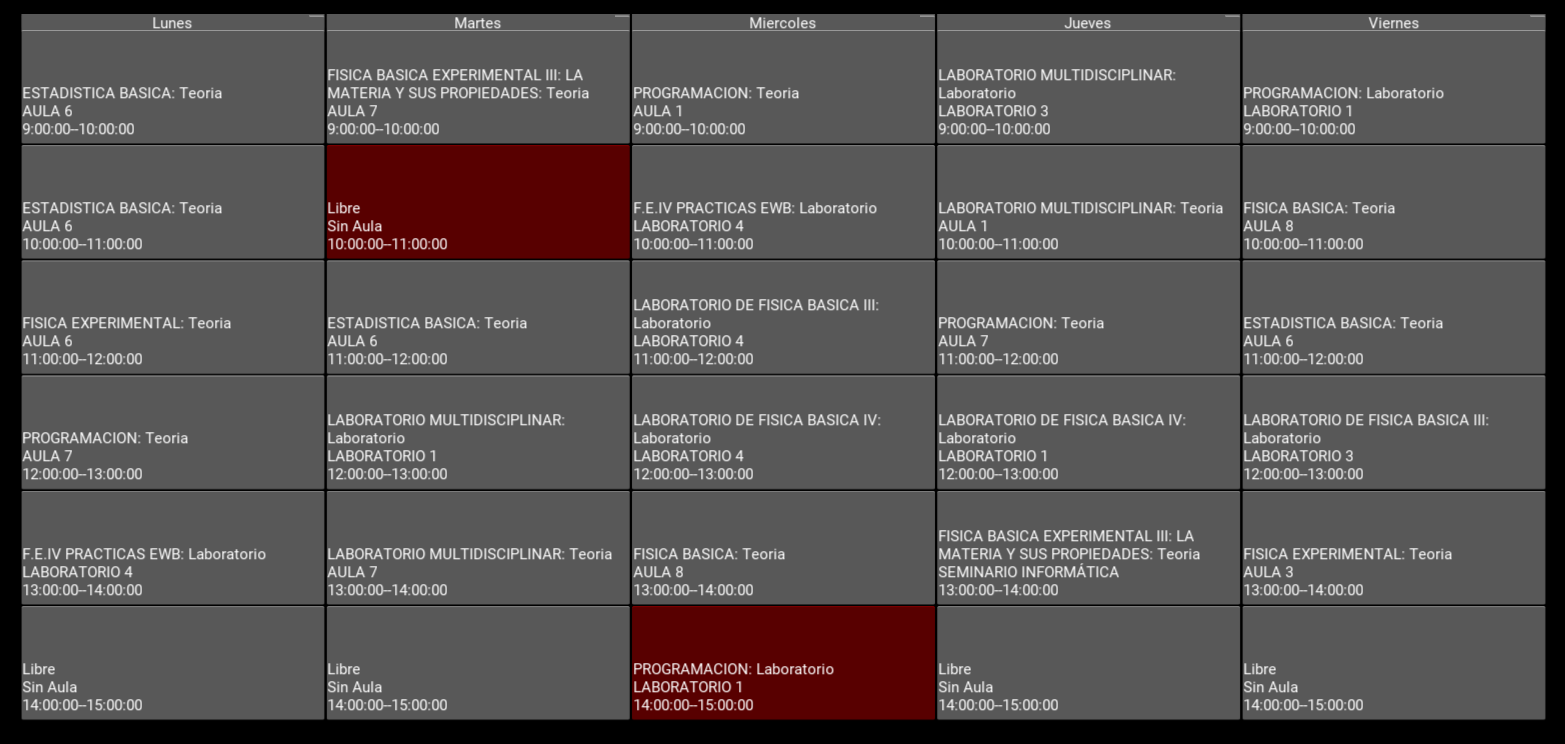 Lunes
Martes
Miercoles
Jueves
Viernes
ESTADISTICA BASICA: Teoria
AULA 6
9:00:00–10:00:00
FISICA BASICA EXPERIMENTAL III: LA
MATERIA Y SUS PROPIEDADES: Teoria
AULA 7
9:00:00–10:00:00
PROGRAMACION: Teoria
AULA 1
9:00:00–10:00:00
LABORATORIO MULTIDISCIPLINAR:
Laboratorio
LABORATORIO 3
9:00:00–10:00:00
PROGRAMACION: Laboratorio
LABORATORIO 1
9:00:00–10:00:00
ESTADISTICA BASICA: Teoria
AULA 6
10:00:00–11:00:00
Libre
Sin Aula
10:00:00–11:00:00
F.E.IV PRACTICAS EWB: Laboratorio
LABORATORIO 4
10:00:00–11:00:00
LABORATORIO MULTIDISCIPLINAR: Teoria
AULA 1
10:00:00–11:00:00
FISICA BASICA: Teoria
AULA 8
10:00:00–11:00:00
FISICA EXPERIMENTAL: Teoria
AULA 6
11:00:00–12:00:00
ESTADISTICA BASICA: Teoria
AULA 6
11:00:00–12:00:00
LABORATORIO DE FISICA BASICA III:
Laboratorio
LABORATORIO 4
11:00:00–12:00:00
PROGRAMACION: Teoria
AULA 7
11:00:00–12:00:00
ESTADISTICA BASICA: Teoria
AULA 6
11:00:00–12:00:00
PROGRAMACION: Teoria
AULA 7
12:00:00–13:00:00
LABORATORIO MULTIDISCIPLINAR:
Laboratorio
LABORATORIO 1
12:00:00–13:00:00
LABORATORIO DE FISICA BASICA IV:
Laboratorio
LABORATORIO 4
12:00:00–13:00:00
LABORATORIO DE FISICA BASICA IV:
Laboratorio
LABORATORIO 1
12:00:00–13:00:00
LABORATORIO DE FISICA BASICA III:
Laboratorio
LABORATORIO 3
12:00:00–13:00:00
F.E.IV PRACTICAS EWB: Laboratorio
LABORATORIO 4
13:00:00–14:00:00
LABORATORIO MULTIDISCIPLINAR: Teoria
AULA 7
13:00:00–14:00:00
FISICA BASICA: Teoria
AULA 8
13:00:00–14:00:00
FISICA BASICA EXPERIMENTAL III: LA
MATERIA Y SUS PROPIEDADES: Teoria
SEMINARIO INFORMÁTICA
13:00:00–14:00:00
FISICA EXPERIMENTAL: Teoria
AULA 3
13:00:00–14:00:00
Libre
Sin Aula
14:00:00–15:00:00
Libre
Sin Aula
14:00:00–15:00:00
PROGRAMACION: Laboratorio
LABORATORIO 1
14:00:00–15:00:00
Libre
Sin Aula
14:00:00–15:00:00
Libre
Sin Aula
14:00:00–15:00:00